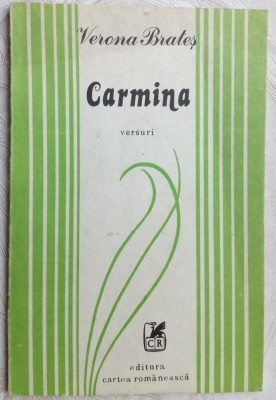 Verona Brateș
Carmina
versuri
CR
editura
cartea românească